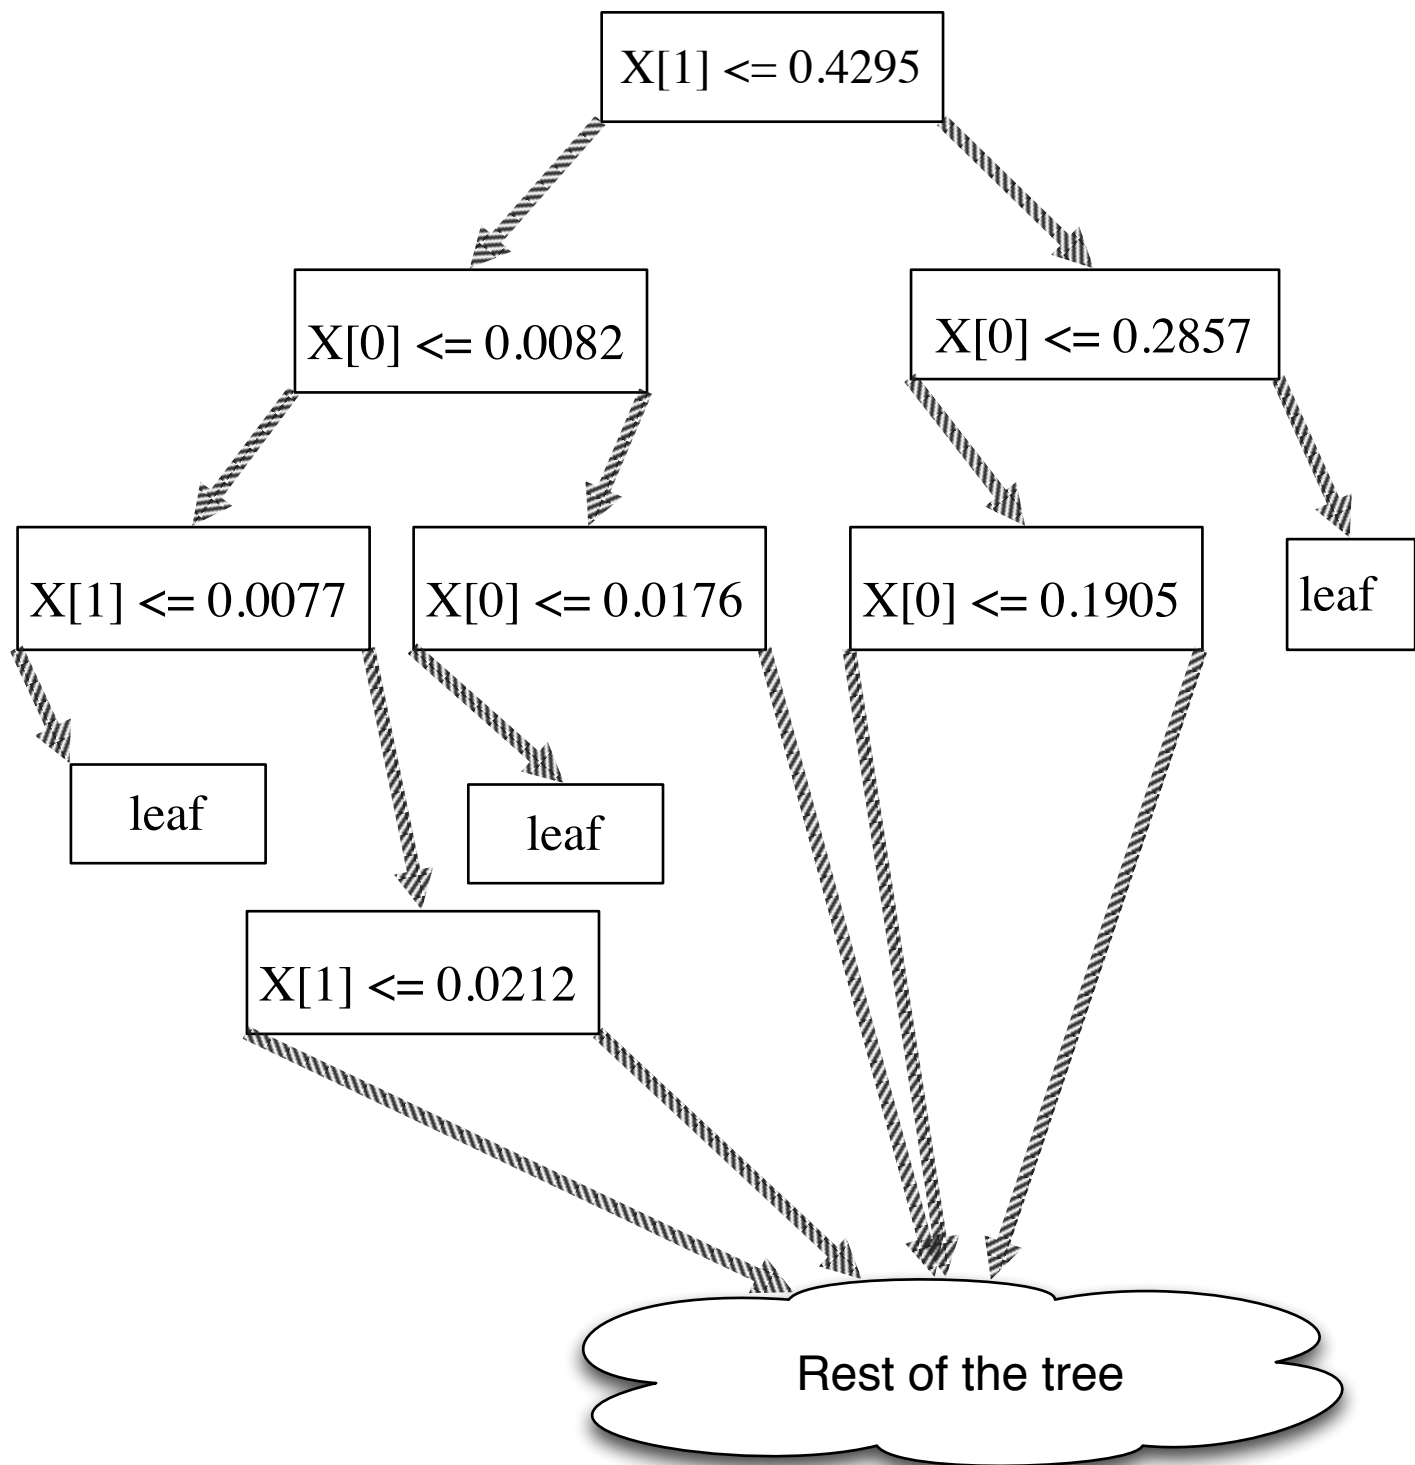 X[1] <= 0.4295
X[0] <= 0.0082
X[0] <= 0.2857
X[1] <= 0.0077
X[0] <= 0.0176
X[0] <= 0.1905
leaf
leaf
leaf
X[1] <= 0.0212
Rest of the tree